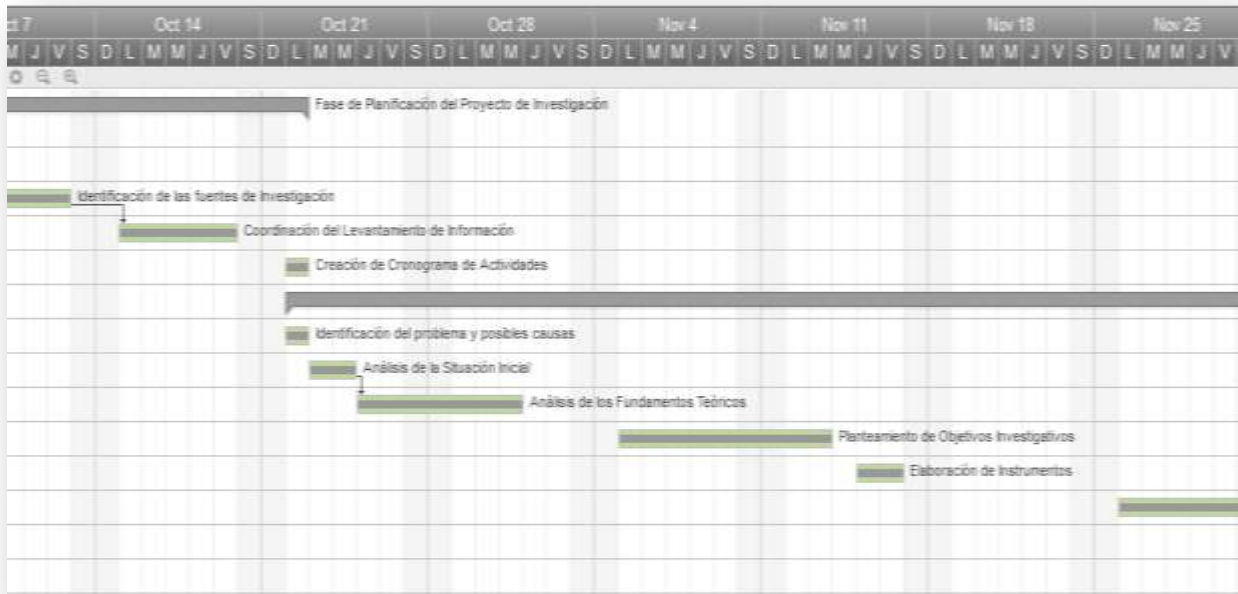 ct 7 Oct 14 Oct 21 Oct 28 Nov 4 Nov 11 Nov 18 Nov 25
M J V S D L M M J V S D L M M J V S D L M M J V S D L M M J V S D L M M J V S D L M M J V S D L M M J V
Fase de Planificación del Proyecto de Investigación
Identificación de las fuentes de Investigación
Coordinación del Levantamiento de Información
Creación de Cronograma de Actividades
Identificación del problema y posibles causas
Análisis de la Situación Inicial
Análisis de los Fundamentos Teóricos
Planteamiento de Objetivos Investigativos
Elaboración de Instrumentos